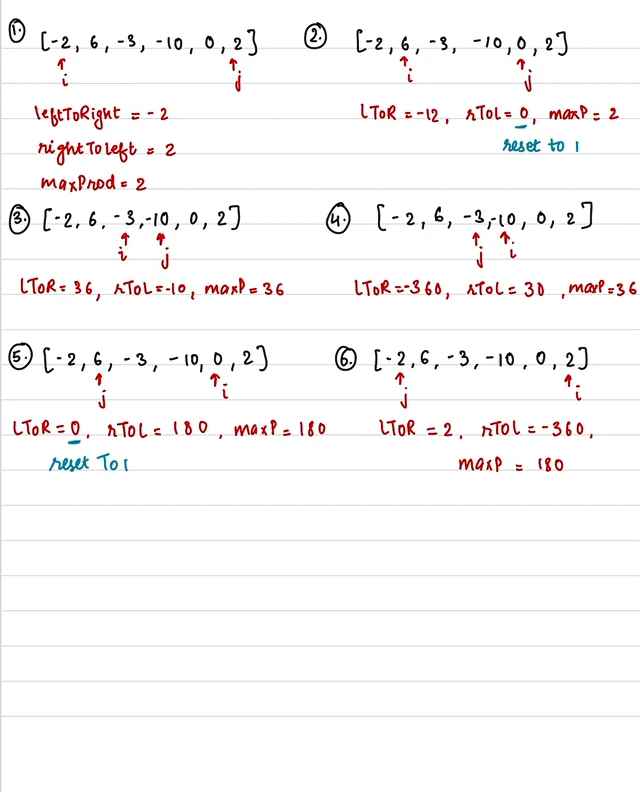 1. [-2, 6, -3, -10, 0, 2]
i j
leftToRight = -2
rightToLeft = 2
maxProd = 2
2. [-2, 6, -3, -10, 0, 2]
i j
LToR = -12, rToL = 0, maxP = 2
reset to 1
3. [-2, 6, -3, -10, 0, 2]
i j
LToR = 36, rToL = -10, maxP = 36
4. [-2, 6, -3, -10, 0, 2]
j i
LToR = -360, rToL = 30, maxP = 36
5. [-2, 6, -3, -10, 0, 2]
j i
LToR = 0, rToL = 180, maxP = 180
reset To 1
6. [-2, 6, -3, -10, 0, 2]
j i
LToR = 2, rToL = -360,
maxP = 180